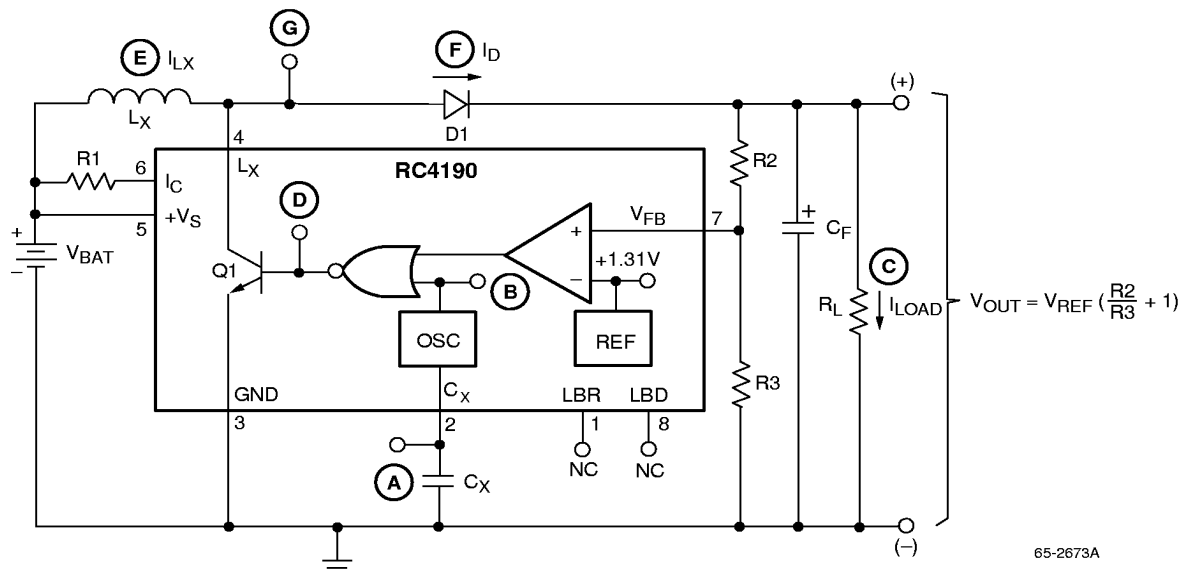 G
E I_LX
F I_D
(+)
L_X
D1
4
R1
6
L_X
RC4190
R2
I_C
D
V_FB
7
+V_S
5
+
+
V_BAT
−
Q1
+
+1.31V
−
B
C_F
C
R_L
I_LOAD
V_OUT = V_REF (R2/R3 + 1)
OSC
REF
R3
GND
C_X
LBR
LBD
3
2
1
8
A
C_X
NC
NC
(−)
65-2673A